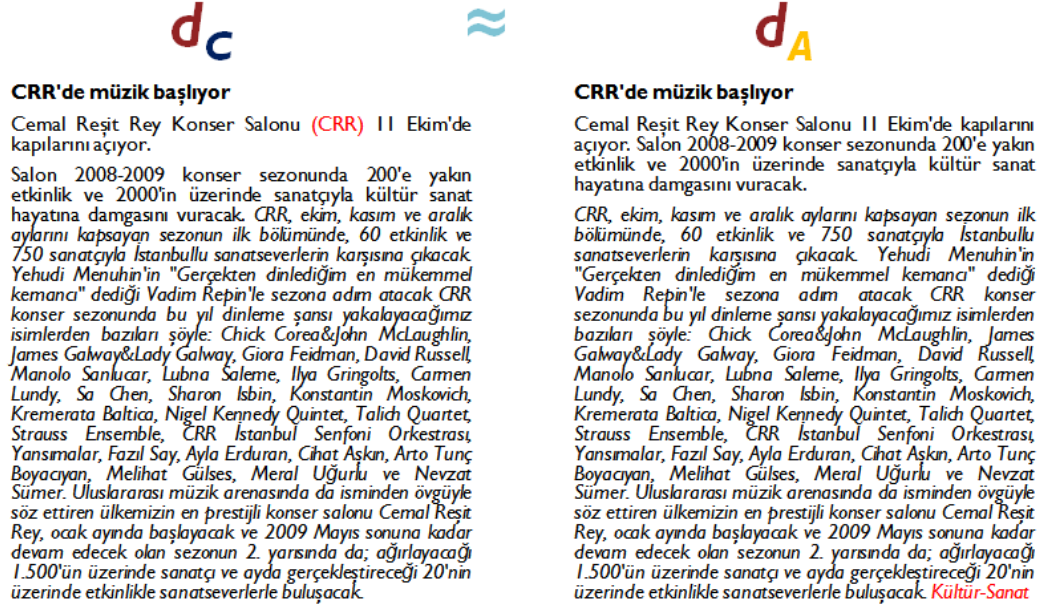 dC ≈ dA
CRR'de müzik başlıyor
Cemal Reşit Rey Konser Salonu (CRR) 11 Ekim'de
kapılarını açıyor.
Salon 2008-2009 konser sezonunda 200'e yakın
etkinlik ve 2000'in üzerinde sanatçıyla kültür sanat
hayatına damgasını vuracak. CRR, ekim, kasım ve aralık
aylarını kapsayan sezonun ilk bölümünde, 60 etkinlik ve
750 sanatçıyla İstanbullu sanatseverlerin karşısına çıkacak.
Yehudi Menuhin'in "Gerçekten dinlediğim en mükemmel
kemancı" dediği Vadim Repin'le sezona adım atacak CRR
konser sezonunda bu yıl dinleme şansı yakalayacağımız
isimlerden bazıları şöyle: Chick Corea&John McLaughlin,
James Galway&Lady Galway, Giora Feidman, David Russell,
Manolo Sanlucar, Lubna Saleme, Ilya Gringolts, Carmen
Lundy, Sa Chen, Sharon Isbin, Konstantin Moskovich,
Kremerata Baltica, Nigel Kennedy Quintet, Talich Quartet,
Strauss Ensemble, CRR İstanbul Senfoni Orkestrası,
Yansımalar, Fazıl Say, Ayla Erduran, Cihat Aşkın, Arto Tunç
Boyacıyan, Melihat Gülses, Meral Uğurlu ve Nevzat
Sümer. Uluslararası müzik arenasında da isminden övgüyle
söz ettiren ülkemizin en prestijli konser salonu Cemal Reşit
Rey, ocak ayında başlayacak ve 2009 Mayıs sonuna kadar
devam edecek olan sezonun 2. yarısında da; ağırlayacağı
1.500'ün üzerinde sanatçı ve ayda gerçekleştireceği 20'nin
üzerinde etkinlikle sanatseverlerle buluşacak.
CRR'de müzik başlıyor
Cemal Reşit Rey Konser Salonu 11 Ekim'de kapılarını
açıyor. Salon 2008-2009 konser sezonunda 200'e yakın
etkinlik ve 2000'in üzerinde sanatçıyla kültür sanat
hayatına damgasını vuracak.
CRR, ekim, kasım ve aralık aylarını kapsayan sezonun ilk
bölümünde, 60 etkinlik ve 750 sanatçıyla İstanbullu
sanatseverlerin karşısına çıkacak. Yehudi Menuhin'in
"Gerçekten dinlediğim en mükemmel kemancı" dediği
Vadim Repin'le sezona adım atacak CRR konser
sezonunda bu yıl dinleme şansı yakalayacağımız isimlerden
bazıları şöyle: Chick Corea&John McLaughlin, James
Galway&Lady Galway, Giora Feidman, David Russell,
Manolo Sanlucar, Lubna Saleme, Ilya Gringolts, Carmen
Lundy, Sa Chen, Sharon Isbin, Konstantin Moskovich,
Kremerata Baltica, Nigel Kennedy Quintet, Talich Quartet,
Strauss Ensemble, CRR İstanbul Senfoni Orkestrası,
Yansımalar, Fazıl Say, Ayla Erduran, Cihat Aşkın, Arto Tunç
Boyacıyan, Melihat Gülses, Meral Uğurlu ve Nevzat
Sümer. Uluslararası müzik arenasında da isminden övgüyle
söz ettiren ülkemizin en prestijli konser salonu Cemal Reşit
Rey, ocak ayında başlayacak ve 2009 Mayıs sonuna kadar
devam edecek olan sezonun 2. yarısında da; ağırlayacağı
1.500'ün üzerinde sanatçı ve ayda gerçekleştireceği 20'nin
üzerinde etkinlikle sanatseverlerle buluşacak. Kültür-Sanat